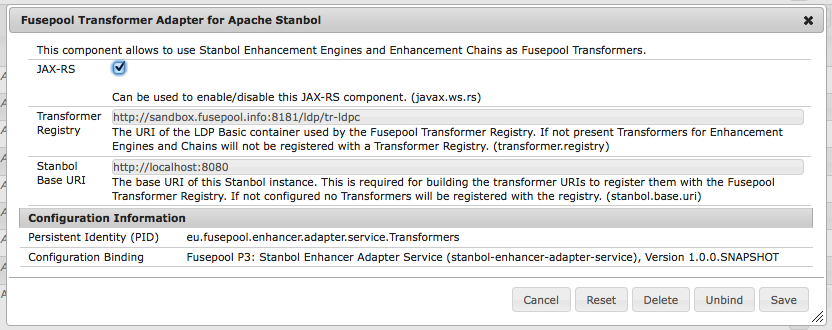 Fusepool Transformer Adapter for Apache Stanbol
This component allows to use Stanbol Enhancement Engines and Enhancement Chains as Fusepool Transformers.
JAX-RS
Can be used to enable/disable this JAX-RS component. (javax.ws.rs)
Transformer Registry
http://sandbox.fusepool.info:8181/ldp/tr-ldpc
The URI of the LDP Basic container used by the Fusepool Transformer Registry. If not present Transformers for Enhancement
Engines and Chains will not be registered with a Transformer Registry. (transformer.registry)
Stanbol Base URI
http://localhost:8080
The base URI of this Stanbol instance. This is required for building the transformer URIs to register them with the Fusepool
Transformer Registry. If not configured no Transformers will be registered with the registry. (stanbol.base.uri)
Configuration Information
Persistent Identity (PID) eu.fusepool.enhancer.adapter.service.Transformers
Configuration Binding Fusepool P3: Stanbol Enhancer Adapter Service (stanbol-enhancer-adapter-service), Version 1.0.0.SNAPSHOT
Cancel Reset Delete Unbind Save